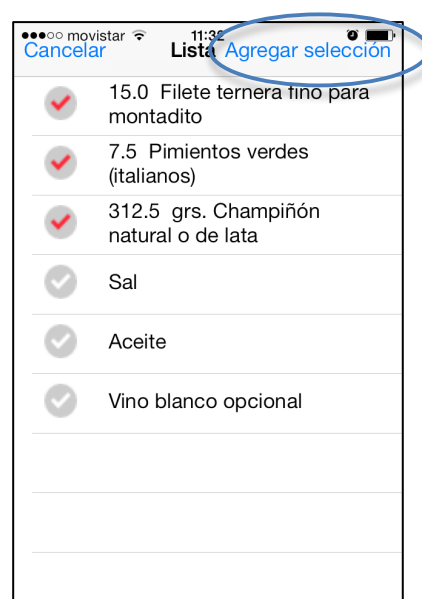 movistar 11:32
Cancelar Lista Agregar selección
15.0 Filete ternera fino para
montadito
7.5 Pimientos verdes
(italianos)
312.5 grs. Champiñón
natural o de lata
Sal
Aceite
Vino blanco opcional